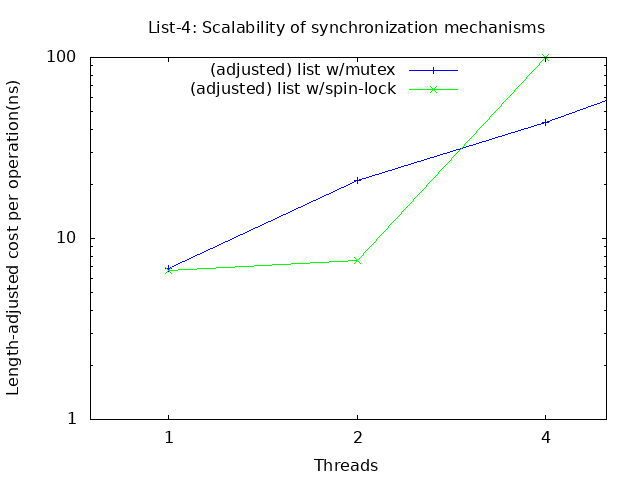 List-4: Scalability of synchronization mechanisms
Length-adjusted cost per operation(ns)
100
10
1
(adjusted) list w/mutex
(adjusted) list w/spin-lock
1 2 4
Threads